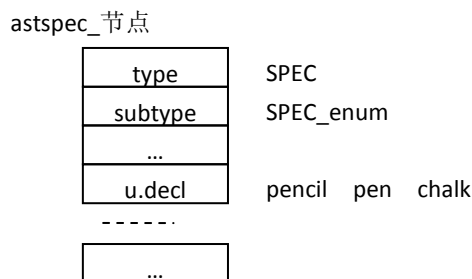 astspec_节点
type SPEC
subtype SPEC_enum
…
u.decl pencil pen chalk
…